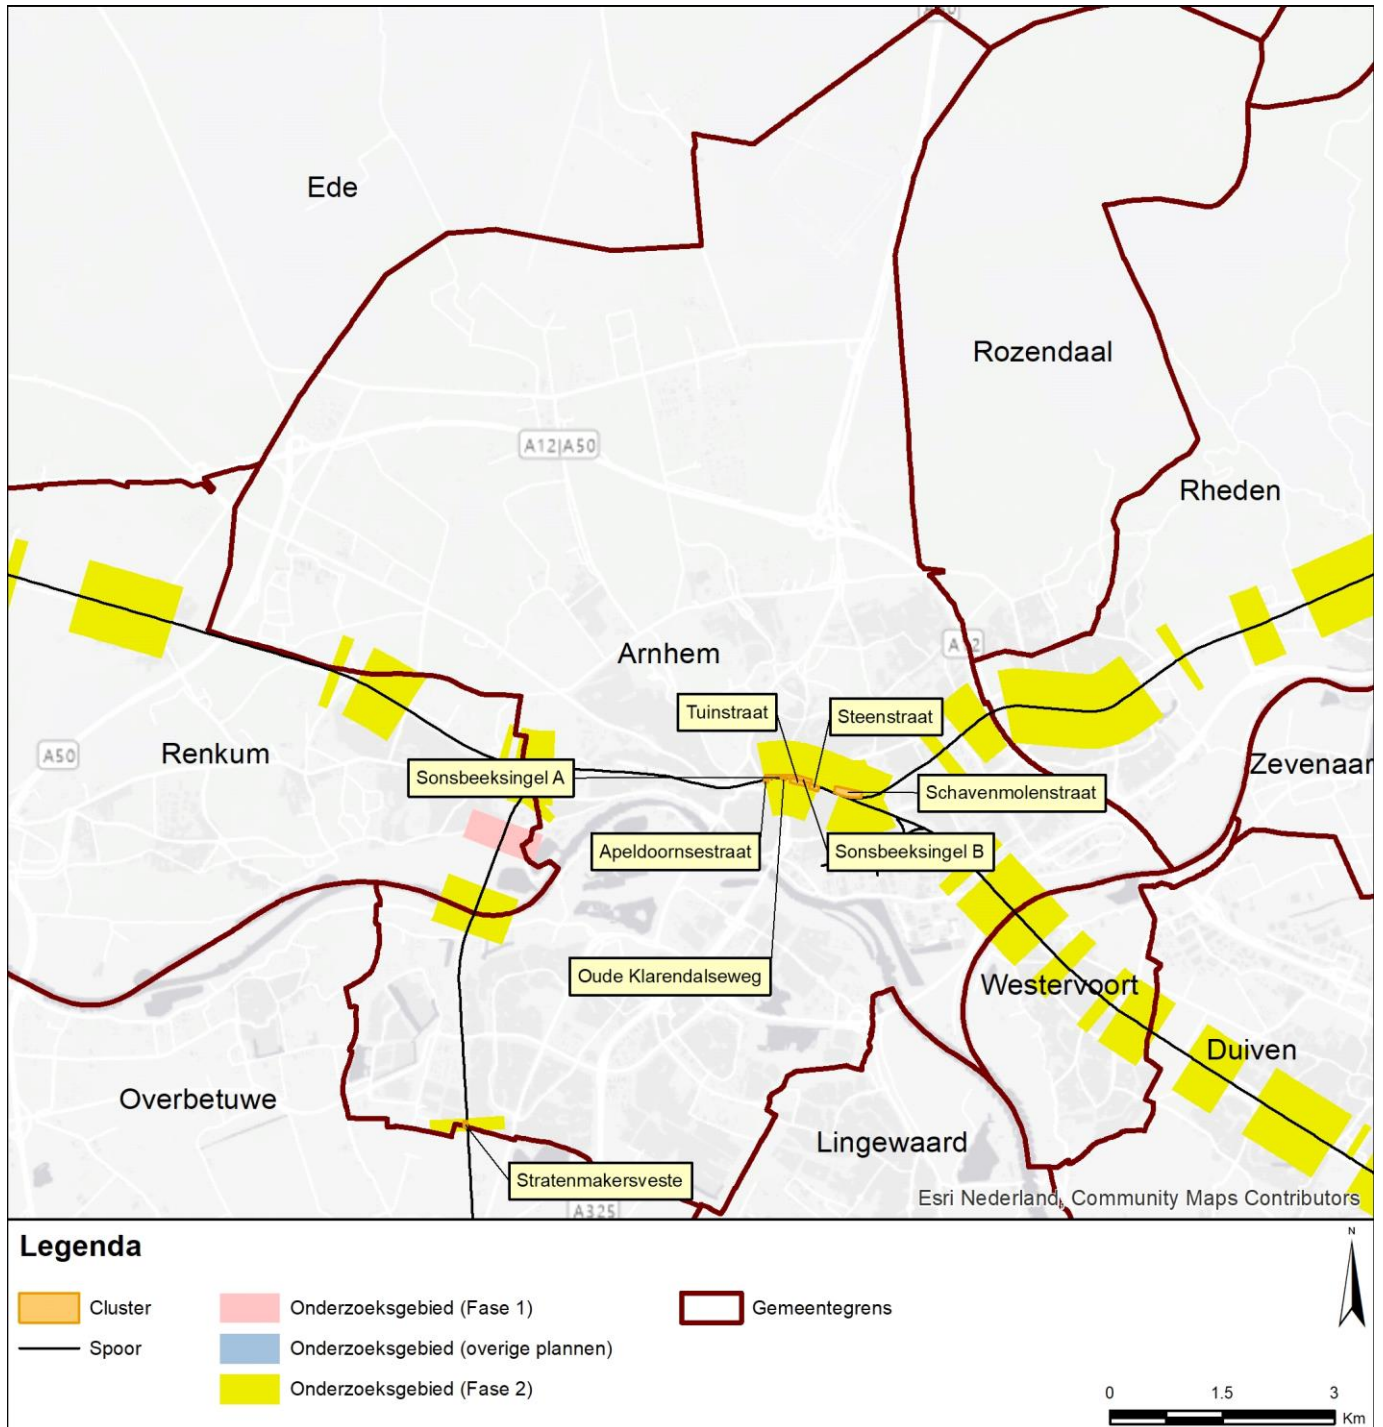 A50
Ede
Rozendaal
A12|A50
Rheden
Arnhem
A12
Tuinstraat
Steenstraat
A50
Renkum
Zevenaar
Sonsbeeksingel A
Schavenmolenstraat
Apeldoornsestraat
Sonsbeeksingel B
Oude Klarendalseweg
Westervoort
Duiven
Overbetuwe
Lingewaard
Stratenmakersveste
Esri Nederland, Community Maps Contributors
A325
Legenda
N
Cluster
Onderzoeksgebied (Fase 1)
Gemeentegrens
Spoor
Onderzoeksgebied (overige plannen)
Onderzoeksgebied (Fase 2)
0 1.5 3
Km